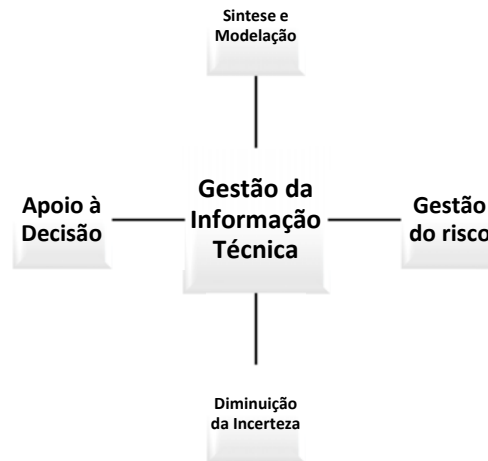 Sintese e
Modelação
Apoio à
Decisão
Gestão da
Informação
Técnica
Gestão
do risco
Diminuição
da Incerteza